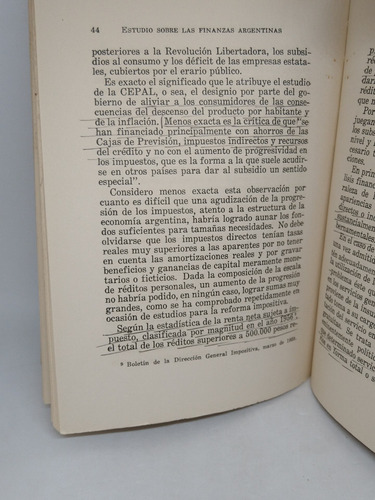 44 ESTUDIO SOBRE LAS FINANZAS ARGENTINAS
posteriores a la Revolución Libertadora, los subsi-
dios al consumo y los déficit de las empresas estata-
les, cubiertos por el erario público.
Es exacto el significado que le atribuye el estudio
de la CEPAL, o sea, el designio por parte del
gobierno de aliviar a los consumidores de las conse-
cuencias del descenso del producto por habitante y
de la inflación. Menos exacta es la crítica de que "se
han financiado principalmente con ahorros de las
Cajas de Previsión, impuestos indirectos y recursos
del crédito y no con el aumento de progresividad en
los impuestos, que es la forma a la que suele acudir-
se en otros países para dar al subsidio un sentido
especial".
Considero menos exacta esta observación por
cuanto es difícil que una agudización de la progre-
sión de los impuestos, atento a la estructura de la
economía argentina, habría logrado aunar los fon-
dos suficientes para tamañas necesidades. No debe
olvidarse que los impuestos directos tenían tasas
reales muy superiores a las aparentes por no tener
en cuenta las amortizaciones reales y por gravar
beneficios y ganancias de capital meramente mone-
tarios o ficticios. Dada la composición de la escala
de réditos personales, un aumento de la progresión
no habría podido, en ningún caso, lograr sumas muy
grandes, como se ha comprobado repetidamente en
ocasión de estudios para la reforma impositiva.
Según la estadística de la renta neta sujeta a im-
puesto, clasificada por magnitud en el año 1956,
el total de los réditos superiores a 500.000 pesos re-
Boletín de la Dirección General Impositiva, marzo de